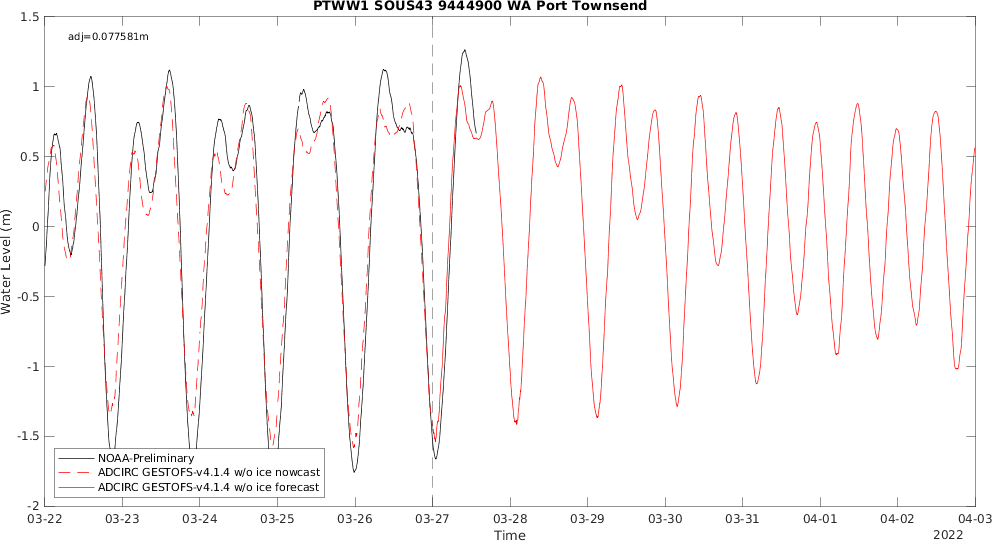 PTWW1 SOUS43 9444900 WA Port Townsend
adj=0.077581m
1.5
1
0.5
0
-0.5
-1
-1.5
-2
Water Level (m)
NOAA-Preliminary
ADCIRC GESTOFS-v4.1.4 w/o ice nowcast
ADCIRC GESTOFS-v4.1.4 w/o ice forecast
03-22 03-23 03-24 03-25 03-26 03-27 03-28 03-29 03-30 03-31 04-01 04-02 04-03
Time
2022